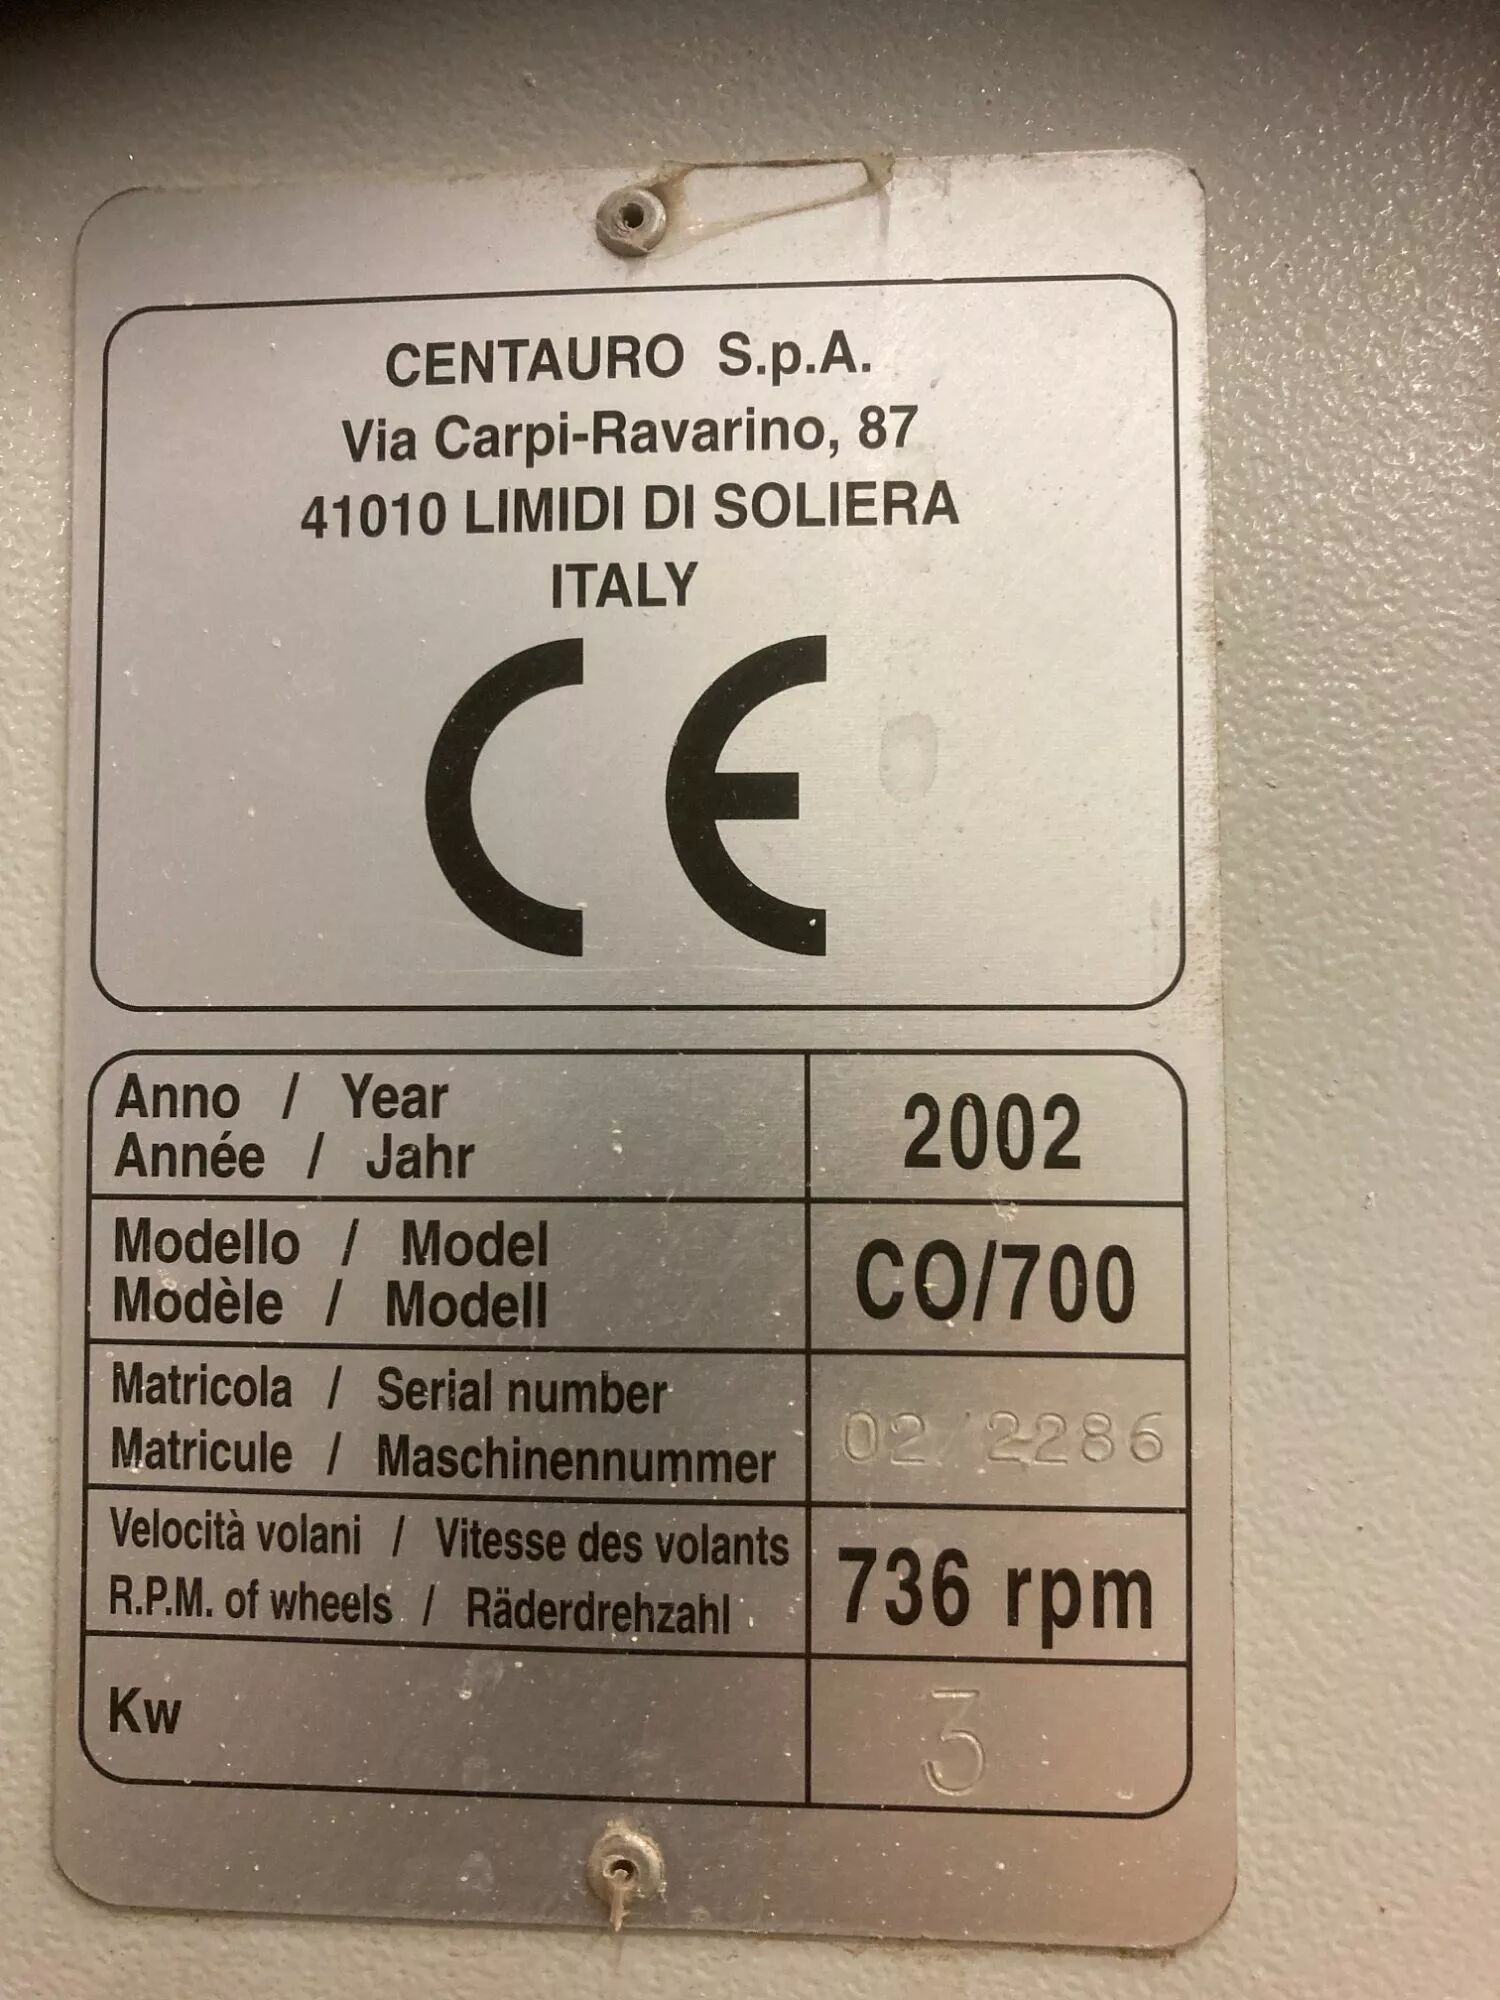 CENTAURO S.p.A.
Via Carpi-Ravarino, 87
41010 LIMIDI DI SOLIERA
ITALY
CE
Anno / Year
Année / Jahr
2002
Modello / Model
Modèle / Modell
CO/700
Matricola / Serial number
Matricule / Maschinennummer
02/2286
Velocità volani / Vitesse des volants
R.P.M. of wheels / Räderdrehzahl
736 rpm
Kw
3